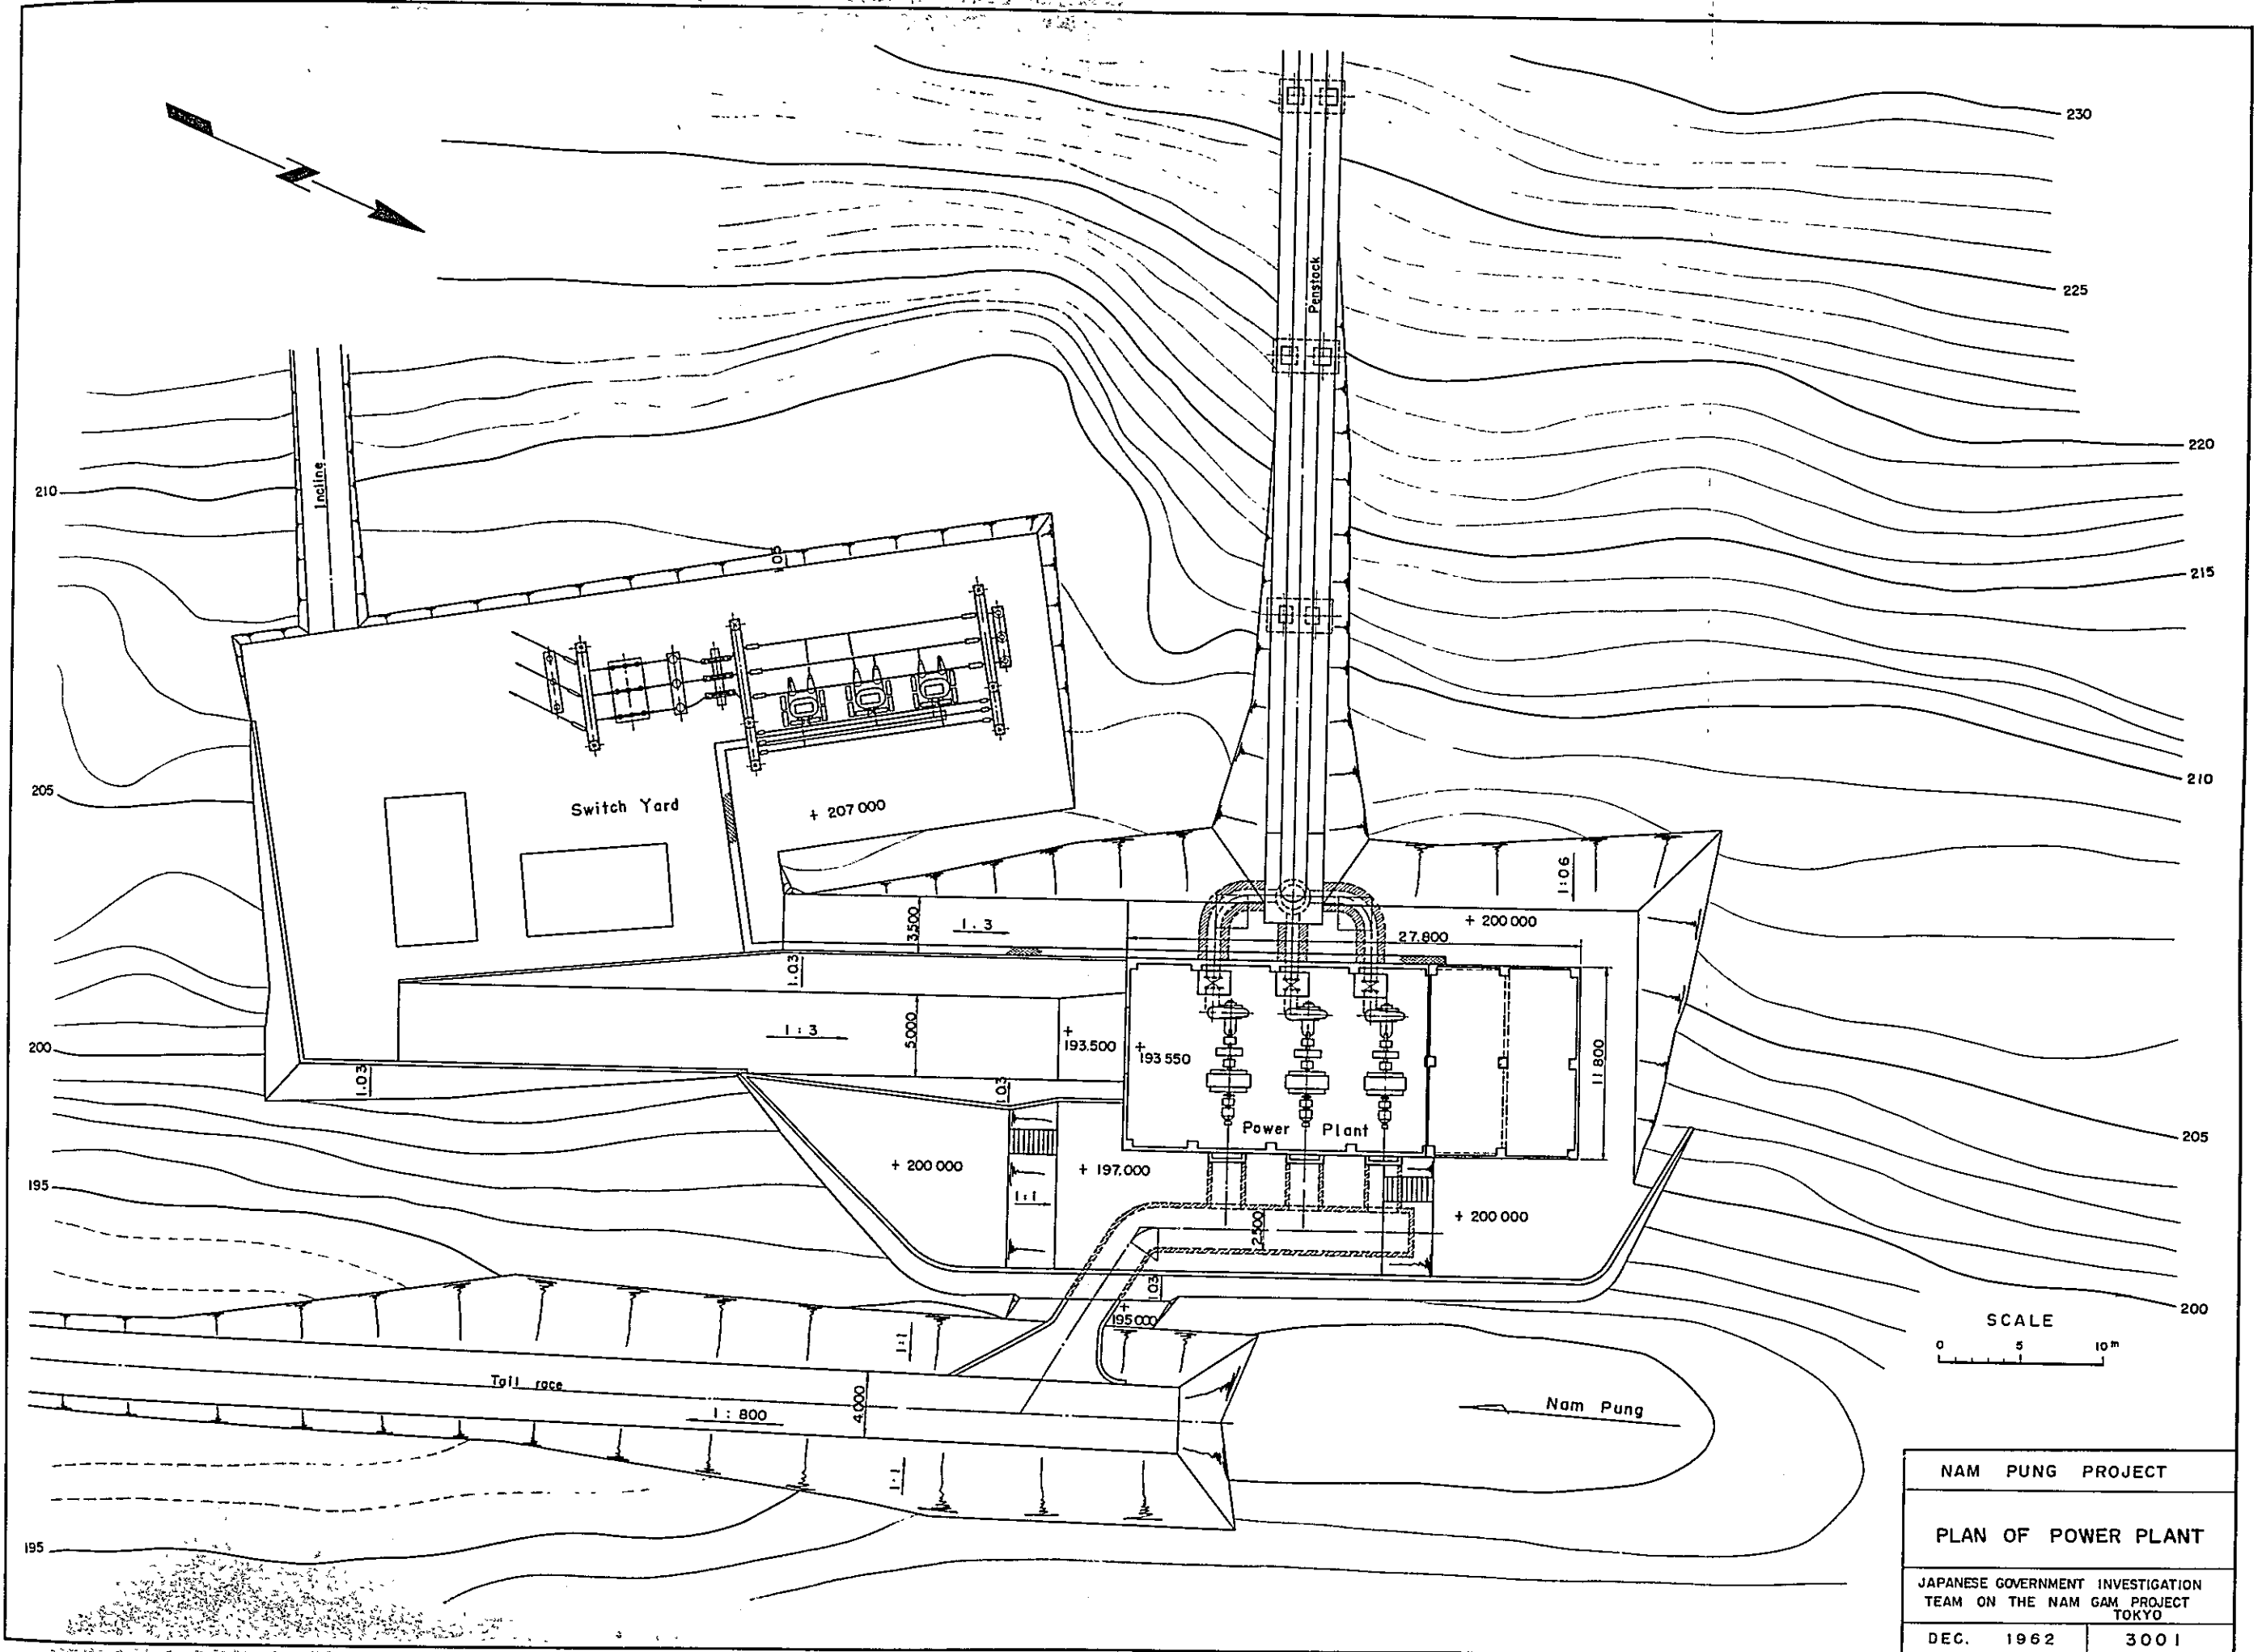 230
Penstock
225
220
Incline
210
215
1:05
210
205
Switch Yard
+ 207 000
1:06
+ 200 000
3,500
1 . 3
27.800
1:03
1 : 3
5,000
+
193.500
+
193 550
11 800
200
1:03
1:03
Power Plant
205
+ 200 000
+ 197.000
195
1:1
2,500
+ 200 000
1:03
+
195000
200
SCALE
0 5 10m
1:1
Tail race
1 : 800
4,000
Nam Pung
1:1
195
NAM PUNG PROJECT
PLAN OF POWER PLANT
JAPANESE GOVERNMENT INVESTIGATION
TEAM ON THE NAM GAM PROJECT
TOKYO
DEC. 1962
3001